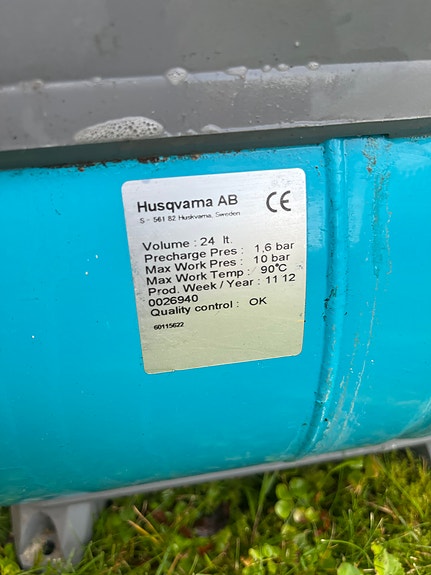 Husqvarna AB
S - 561 82 Huskvarna, Sweden
CE
Volume : 24 lt.
Precharge Pres : 1,6 bar
Max Work Pres : 10 bar
Max Work Temp : 90°C
Prod. Week / Year : 11 12
0026940
Quality control : OK
60115622